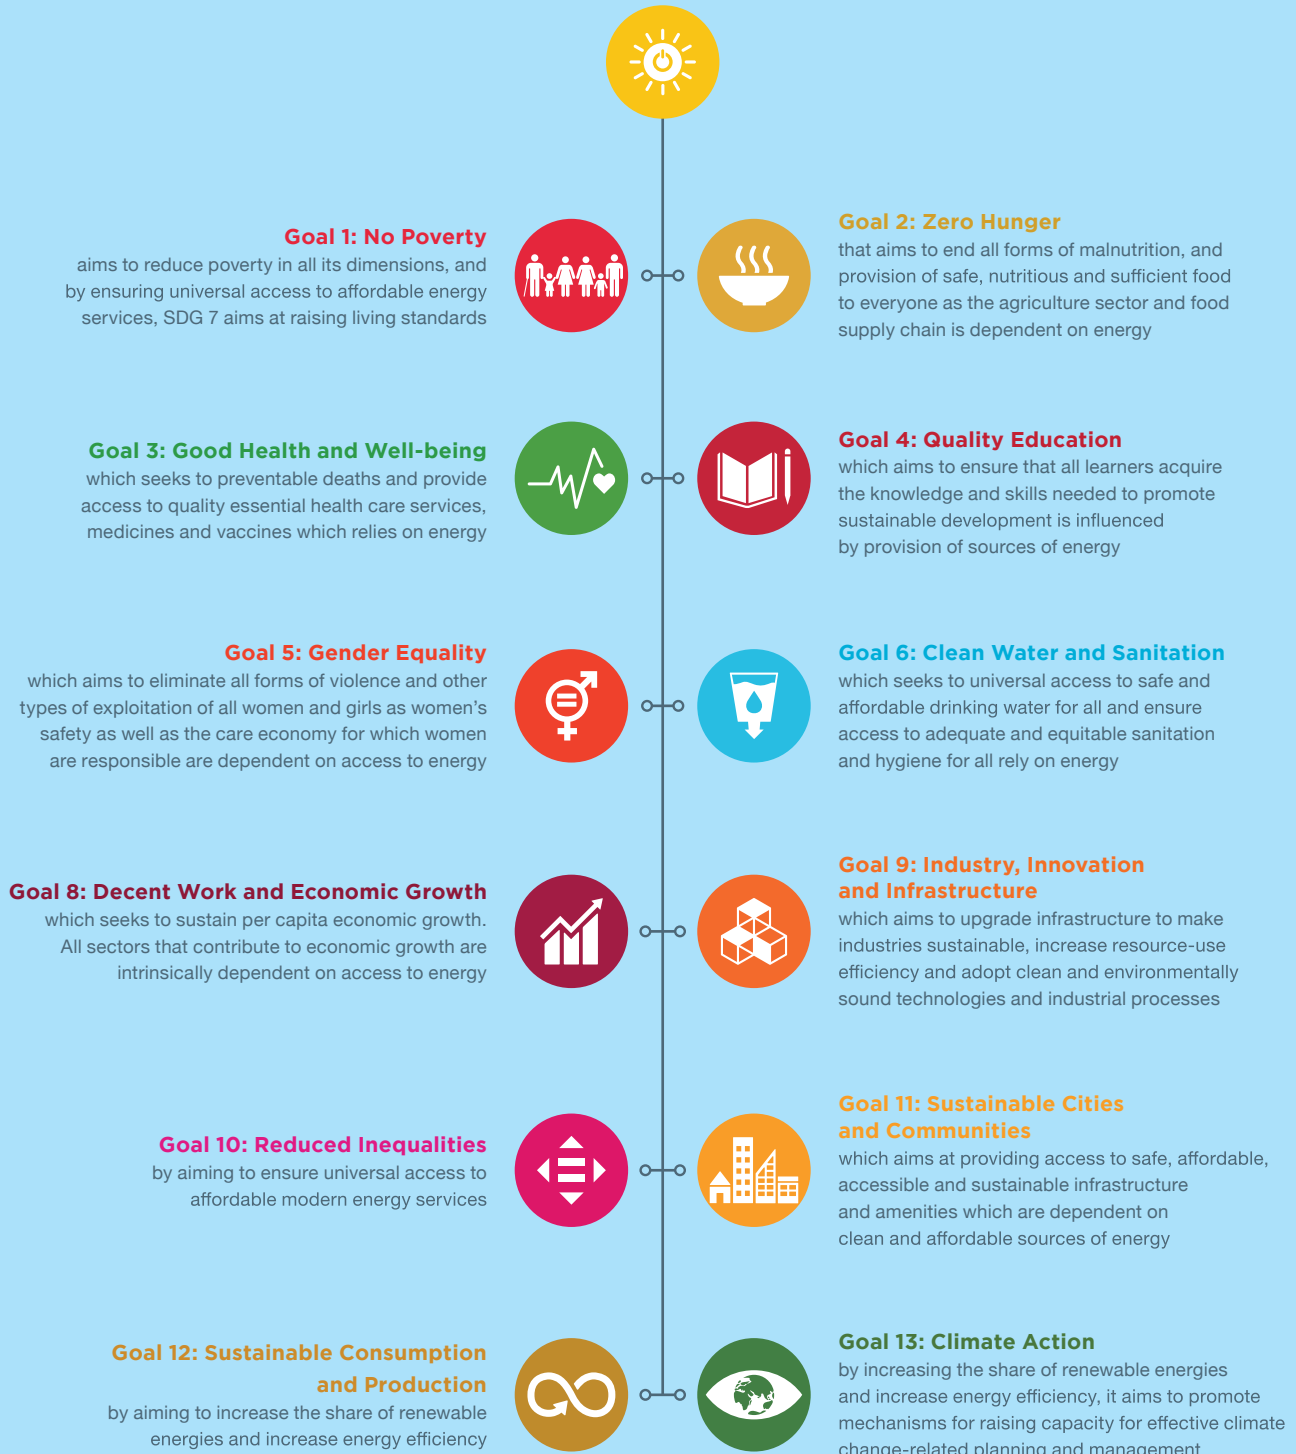 Goal 1: No Poverty
aims to reduce poverty in all its dimensions, and
by ensuring universal access to affordable energy
services, SDG 7 aims at raising living standards
Goal 2: Zero Hunger
that aims to end all forms of malnutrition, and
provision of safe, nutritious and sufficient food
to everyone as the agriculture sector and food
supply chain is dependent on energy
Goal 3: Good Health and Well-being
which seeks to preventable deaths and provide
access to quality essential health care services,
medicines and vaccines which relies on energy
Goal 4: Quality Education
which aims to ensure that all learners acquire
the knowledge and skills needed to promote
sustainable development is influenced
by provision of sources of energy
Goal 5: Gender Equality
which aims to eliminate all forms of violence and other
types of exploitation of all women and girls as women’s
safety as well as the care economy for which women
are responsible are dependent on access to energy
Goal 6: Clean Water and Sanitation
which seeks to universal access to safe and
affordable drinking water for all and ensure
access to adequate and equitable sanitation
and hygiene for all rely on energy
Goal 8: Decent Work and Economic Growth
which seeks to sustain per capita economic growth.
All sectors that contribute to economic growth are
intrinsically dependent on access to energy
Goal 9: Industry, Innovation
and Infrastructure
which aims to upgrade infrastructure to make
industries sustainable, increase resource-use
efficiency and adopt clean and environmentally
sound technologies and industrial processes
Goal 10: Reduced Inequalities
by aiming to ensure universal access to
affordable modern energy services
Goal 11: Sustainable Cities
and Communities
which aims at providing access to safe, affordable,
accessible and sustainable infrastructure
and amenities which are dependent on
clean and affordable sources of energy
Goal 12: Sustainable Consumption
and Production
by aiming to increase the share of renewable
energies and increase energy efficiency
Goal 13: Climate Action
by increasing the share of renewable energies
and increase energy efficiency, it aims to promote
mechanisms for raising capacity for effective climate
change-related planning and management